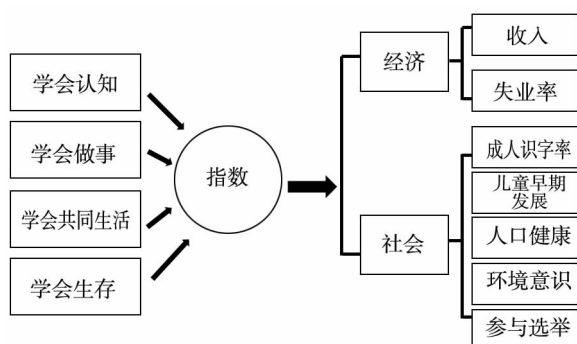 学会认知
学会做事
学会共同生活
学会生存
指数
经济
社会
收入
失业率
成人识字率
儿童早期
发展
人口健康
环境意识
参与选举